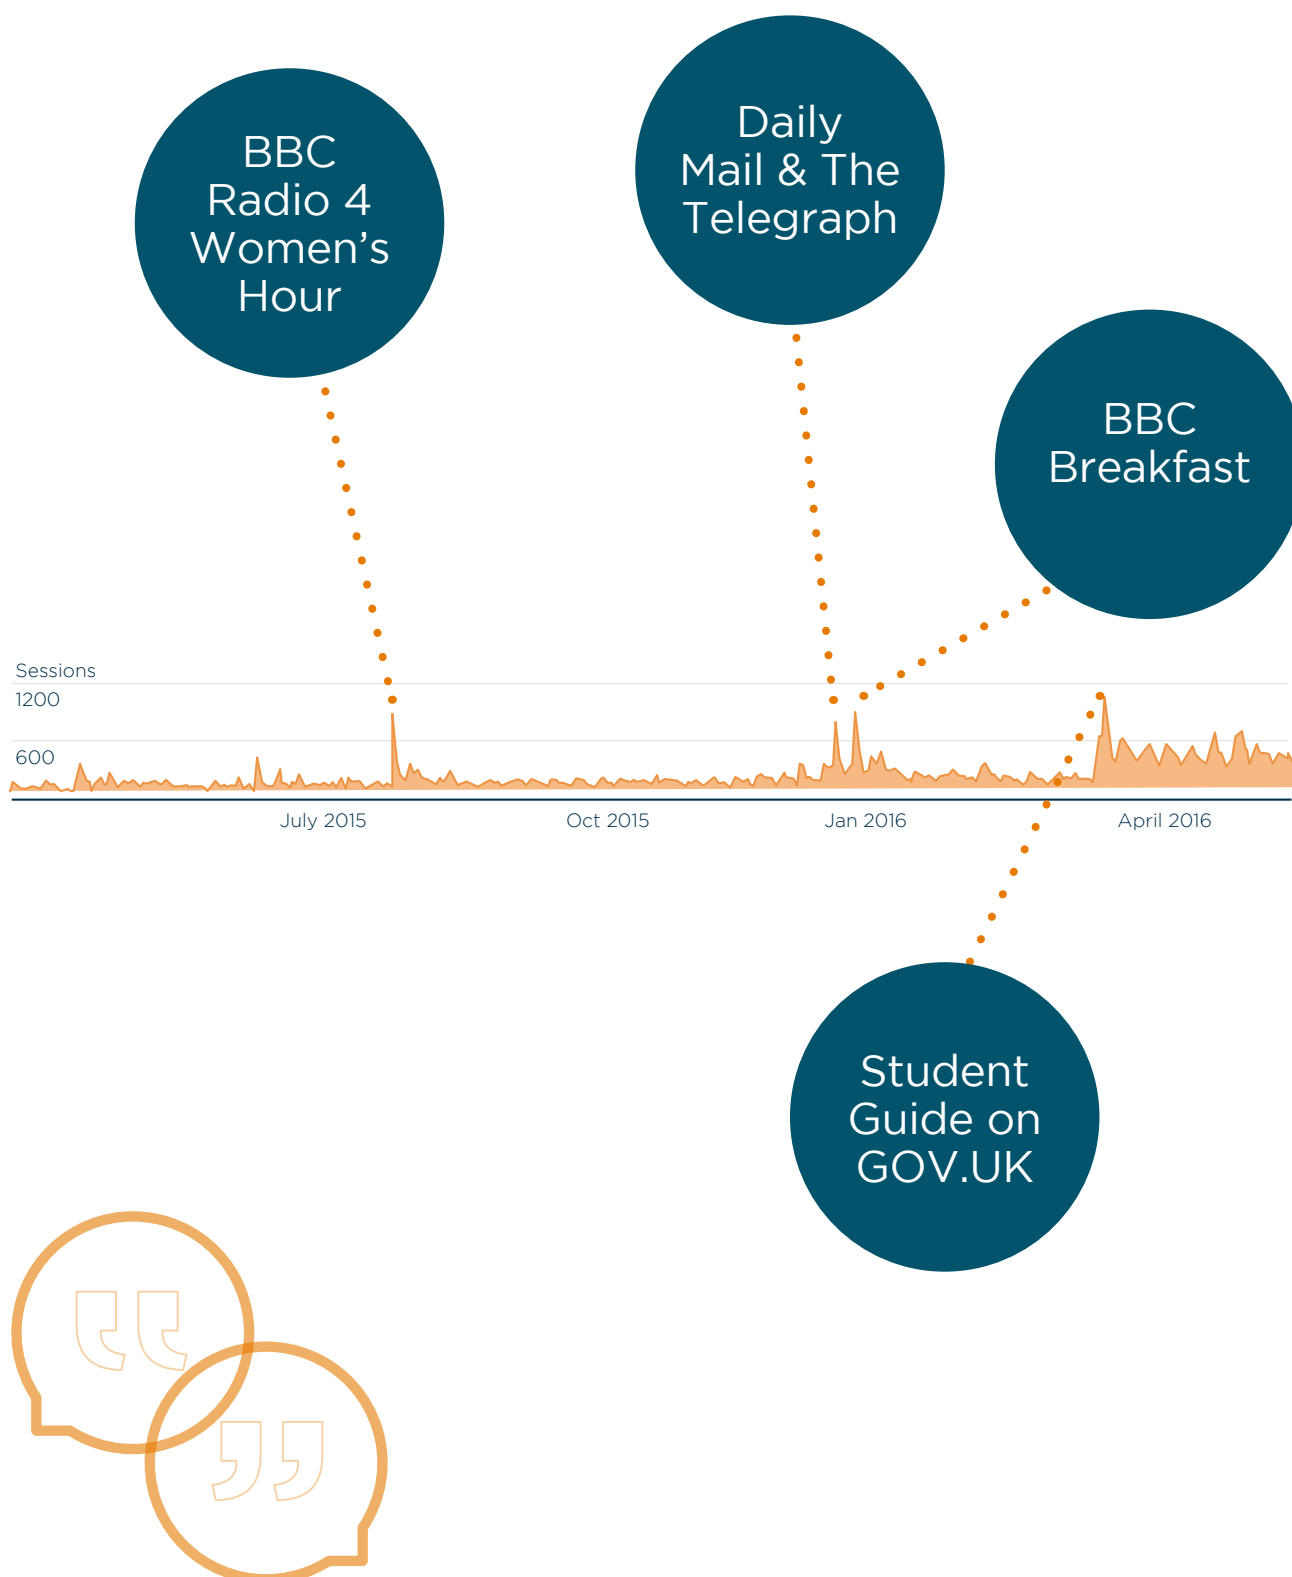 BBC
Radio 4
Women's
Hour
Daily
Mail & The
Telegraph
BBC
Breakfast
Sessions
1200
600
July 2015
Oct 2015
Jan 2016
April 2016
Student
Guide on
GOV.UK